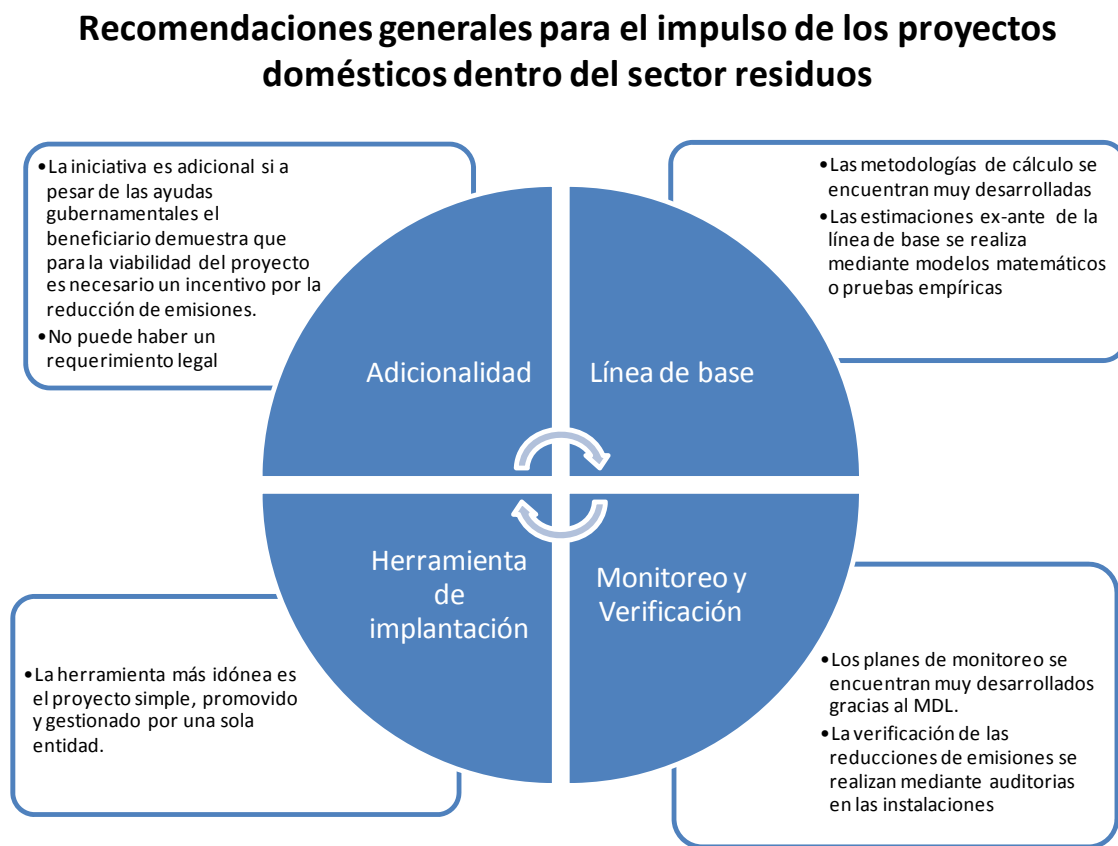 Recomendaciones generales para el impulso de los proyectos
domésticos dentro del sector residuos
•La iniciativa es adicional si a
pesar de las ayudas
gubernamentales el
beneficiario demuestra que
para la viabilidad del proyecto
es necesario un incentivo por la
reducción de emisiones.
•No puede haber un
requerimiento legal
•Las metodologías de cálculo se
encuentran muy desarrolladas
•Las estimaciones ex-ante de la
línea de base se realiza
mediante modelos matemáticos
o pruebas empíricas
Adicionalidad
Línea de base
Herramienta
de
implantación
Monitoreo y
Verificación
•La herramienta más idónea es
el proyecto simple, promovido
y gestionado por una sola
entidad.
•Los planes de monitoreo se
encuentran muy desarrollados
gracias al MDL.
•La verificación de las
reducciones de emisiones se
realizan mediante auditorias
en las instalaciones